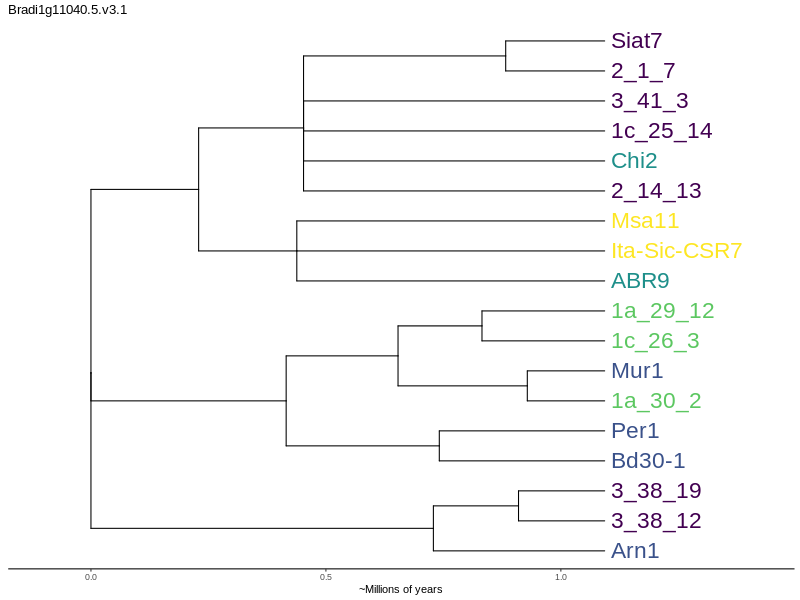 Bradi1g11040.5.v3.1
Siat7
2_1_7
3_41_3
1c_25_14
Chi2
2_14_13
Msa11
Ita-Sic-CSR7
ABR9
1a_29_12
1c_26_3
Mur1
1a_30_2
Per1
Bd30-1
3_38_19
3_38_12
Arn1
0.0 0.5 1.0
~Millions of years